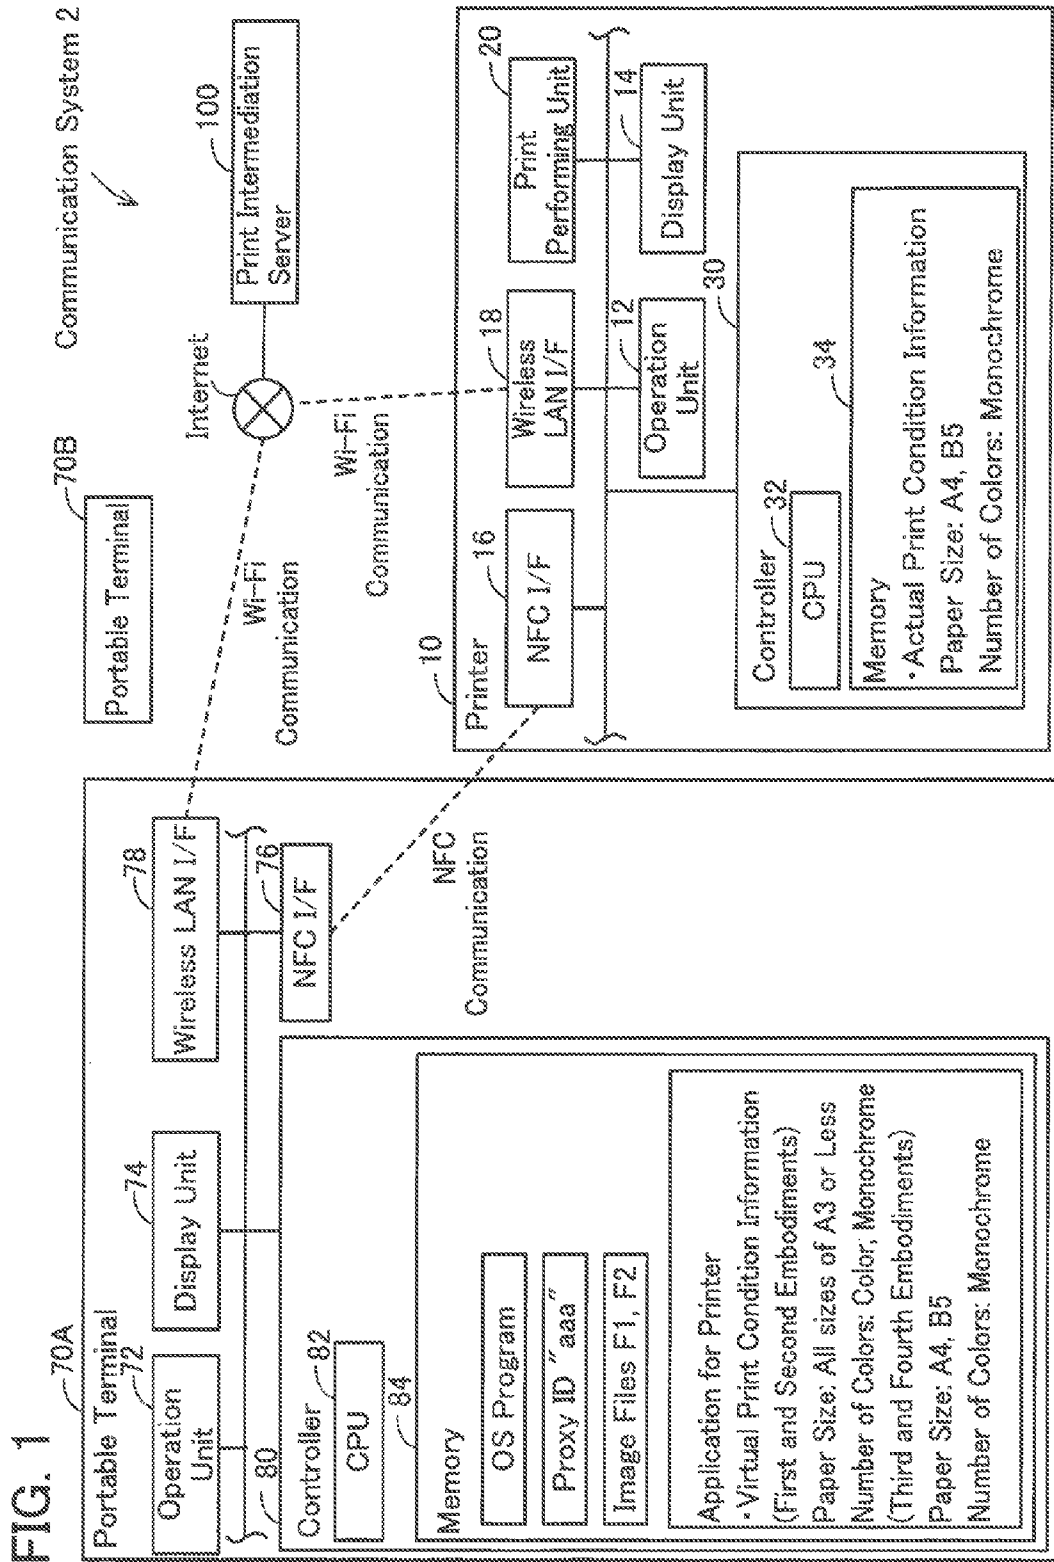 FIG. 1
Communication System 2
70A
Portable Terminal
72
Operation
Unit
74
Display Unit
78
Wireless LAN I/F
76
NFC I/F
80
Controller
82
CPU
84
Memory
OS Program
Proxy ID "aaa"
Image Files F1, F2
Application for Printer
・Virtual Print Condition Information
(First and Second Embodiments)
Paper Size: All sizes of A3 or Less
Number of Colors: Color, Monochrome
(Third and Fourth Embodiments)
Paper Size: A4, B5
Number of Colors: Monochrome
70B
Portable Terminal
Internet
100
Print Intermediation
Server
Wi-Fi
Communication
Wi-Fi
Communication
NFC
Communication
10
Printer
16
NFC I/F
18
Wireless
LAN I/F
20
Print
Performing Unit
12
Operation
Unit
14
Display Unit
30
Controller
32
CPU
34
Memory
・Actual Print Condition Information
Paper Size: A4, B5
Number of Colors: Monochrome